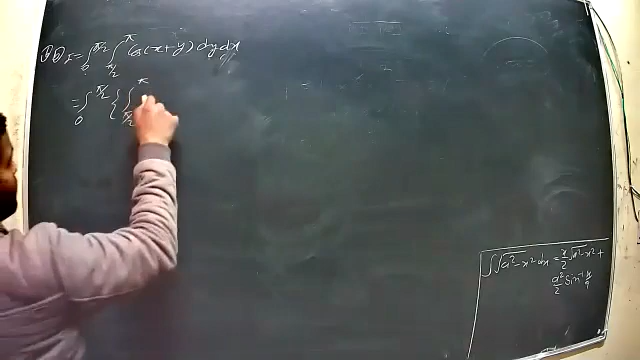 I = ∫₀^{π/2} ∫_{π/2}^{π} Cos(x+y) dy dx
= ∫₀^{π/2} { ∫_{π/2}^{π}
∫√(a²-x²) dx = x/2 √(a²-x²) +
a²/2 Sin⁻¹ x/a